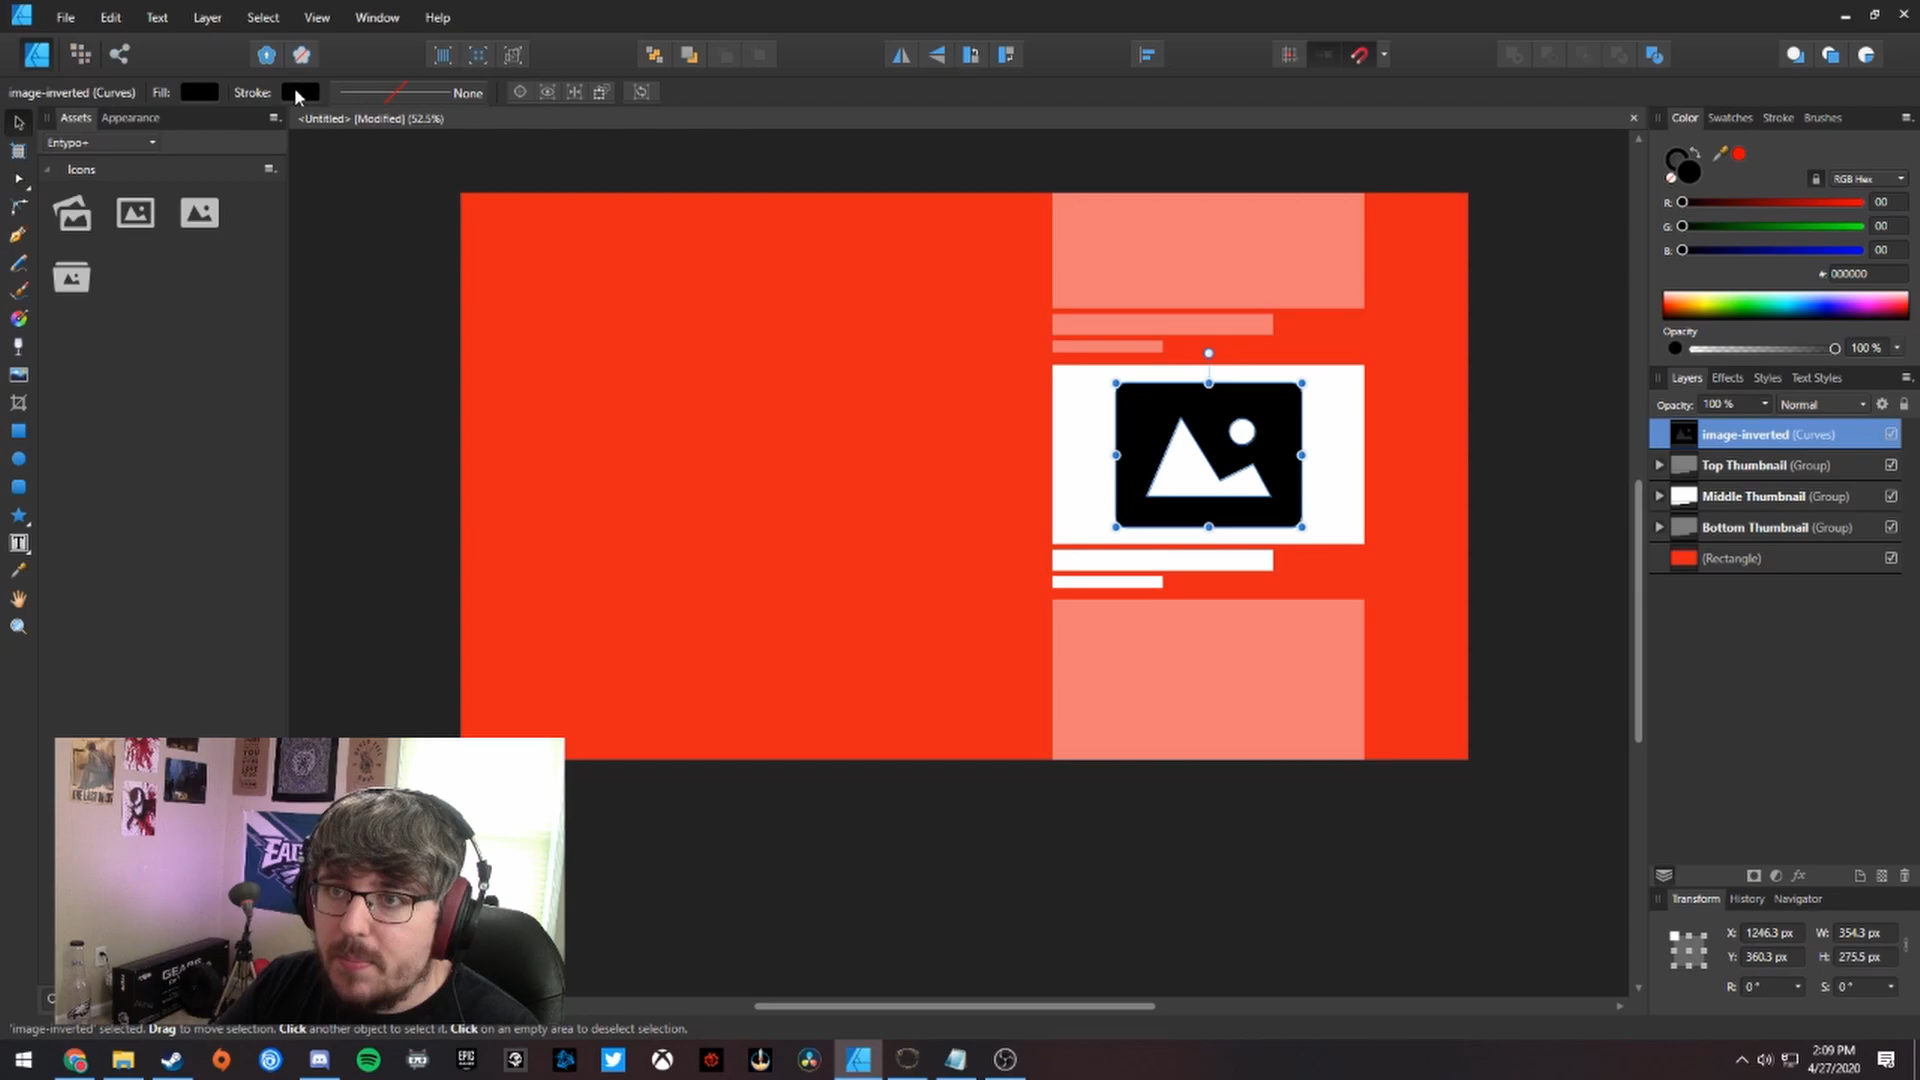 File Edit Text Layer Select View Window Help
image-inverted (Curves) Fill: Stroke: None
Assets Appearance
<Untitled> [Modified] (52.5%)
Entypo+
Icons
Color Swatches Stroke Brushes
RGB Hex
R: 00
G: 00
B: 00
#: 000000
Opacity
100 %
Layers Effects Styles Text Styles
Opacity: 100 % Normal
image-inverted (Curves)
Top Thumbnail (Group)
Middle Thumbnail (Group)
Bottom Thumbnail (Group)
(Rectangle)
Transform History Navigator
X: 1246.3 px W: 354.3 px
Y: 360.3 px H: 275.5 px
R: 0 ° S: 0 °
EAG
GEARS
'image-inverted' selected. Drag to move selection. Click another object to select it. Click on an empty area to deselect selection.
EPIC
2:09 PM
4/27/2020